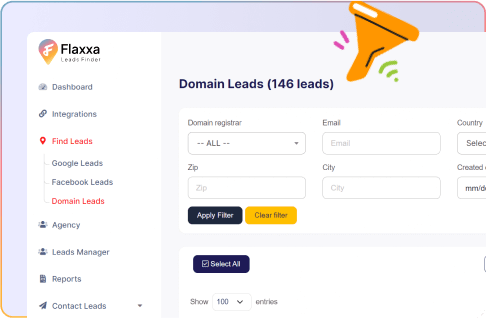 Flaxxa
Leads Finder
Dashboard
Integrations
Find Leads
Google Leads
Facebook Leads
Domain Leads
Agency
Leads Manager
Reports
Contact Leads
Domain Leads (146 leads)
Domain registrar
Email
Country
-- ALL --
Email
Selec
Zip
City
Created
Zip
City
mm/d
Apply Filter
Clear filter
Select All
Show 100 entries